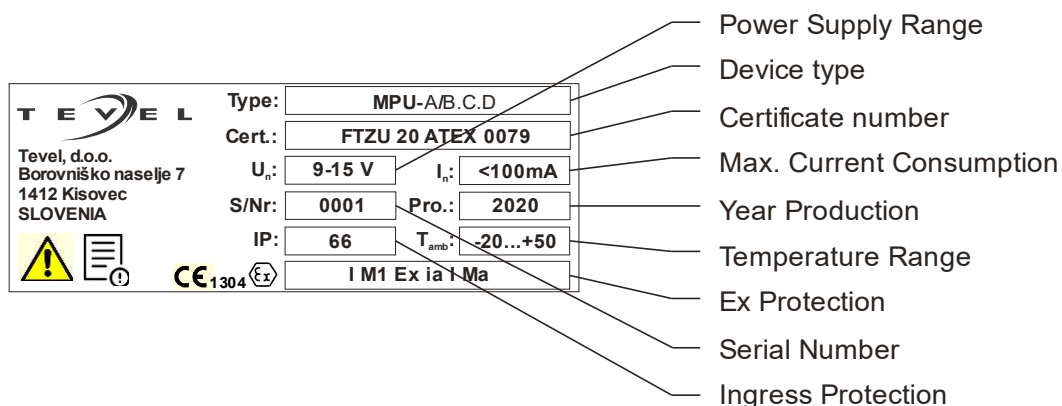 TEVEL
Tevel, d.o.o.
Borovniško naselje 7
1412 Kisovec
SLOVENIA
Type: MPU-A/B.C.D
Cert.: FTZU 20 ATEX 0079
Un: 9-15 V In: <100mA
S/Nr: 0001 Pro.: 2020
IP: 66 Tamb: -20...+50
CE 1304 Ex I M1 Ex ia I Ma
Power Supply Range
Device type
Certificate number
Max. Current Consumption
Year Production
Temperature Range
Ex Protection
Serial Number
Ingress Protection